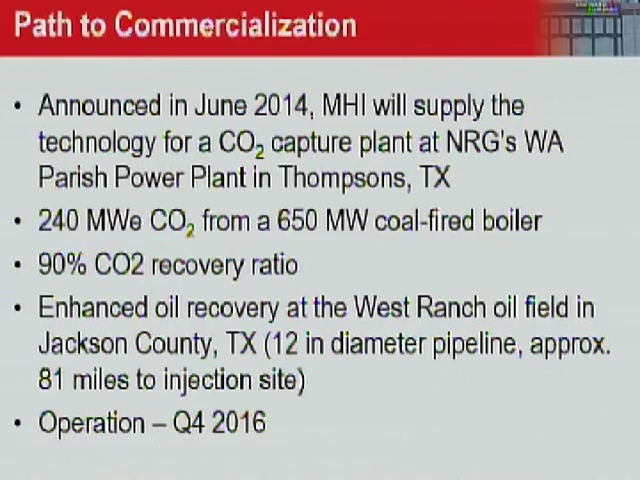 Path to Commercialization
• Announced in June 2014, MHI will supply the
technology for a CO₂ capture plant at NRG's WA
Parish Power Plant in Thompsons, TX
• 240 MWe CO₂ from a 650 MW coal-fired boiler
• 90% CO2 recovery ratio
• Enhanced oil recovery at the West Ranch oil field in
Jackson County, TX (12 in diameter pipeline, approx.
81 miles to injection site)
• Operation – Q4 2016